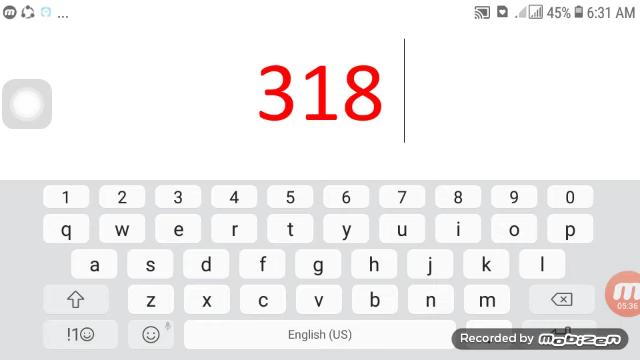 ... 45% 6:31 AM
318
1 2 3 4 5 6 7 8 9 0
q w e r t y u i o p
a s d f g h j k l
z x c v b n m
05:36
!1☺ English (US)
RECORDED BY MOBIZEN